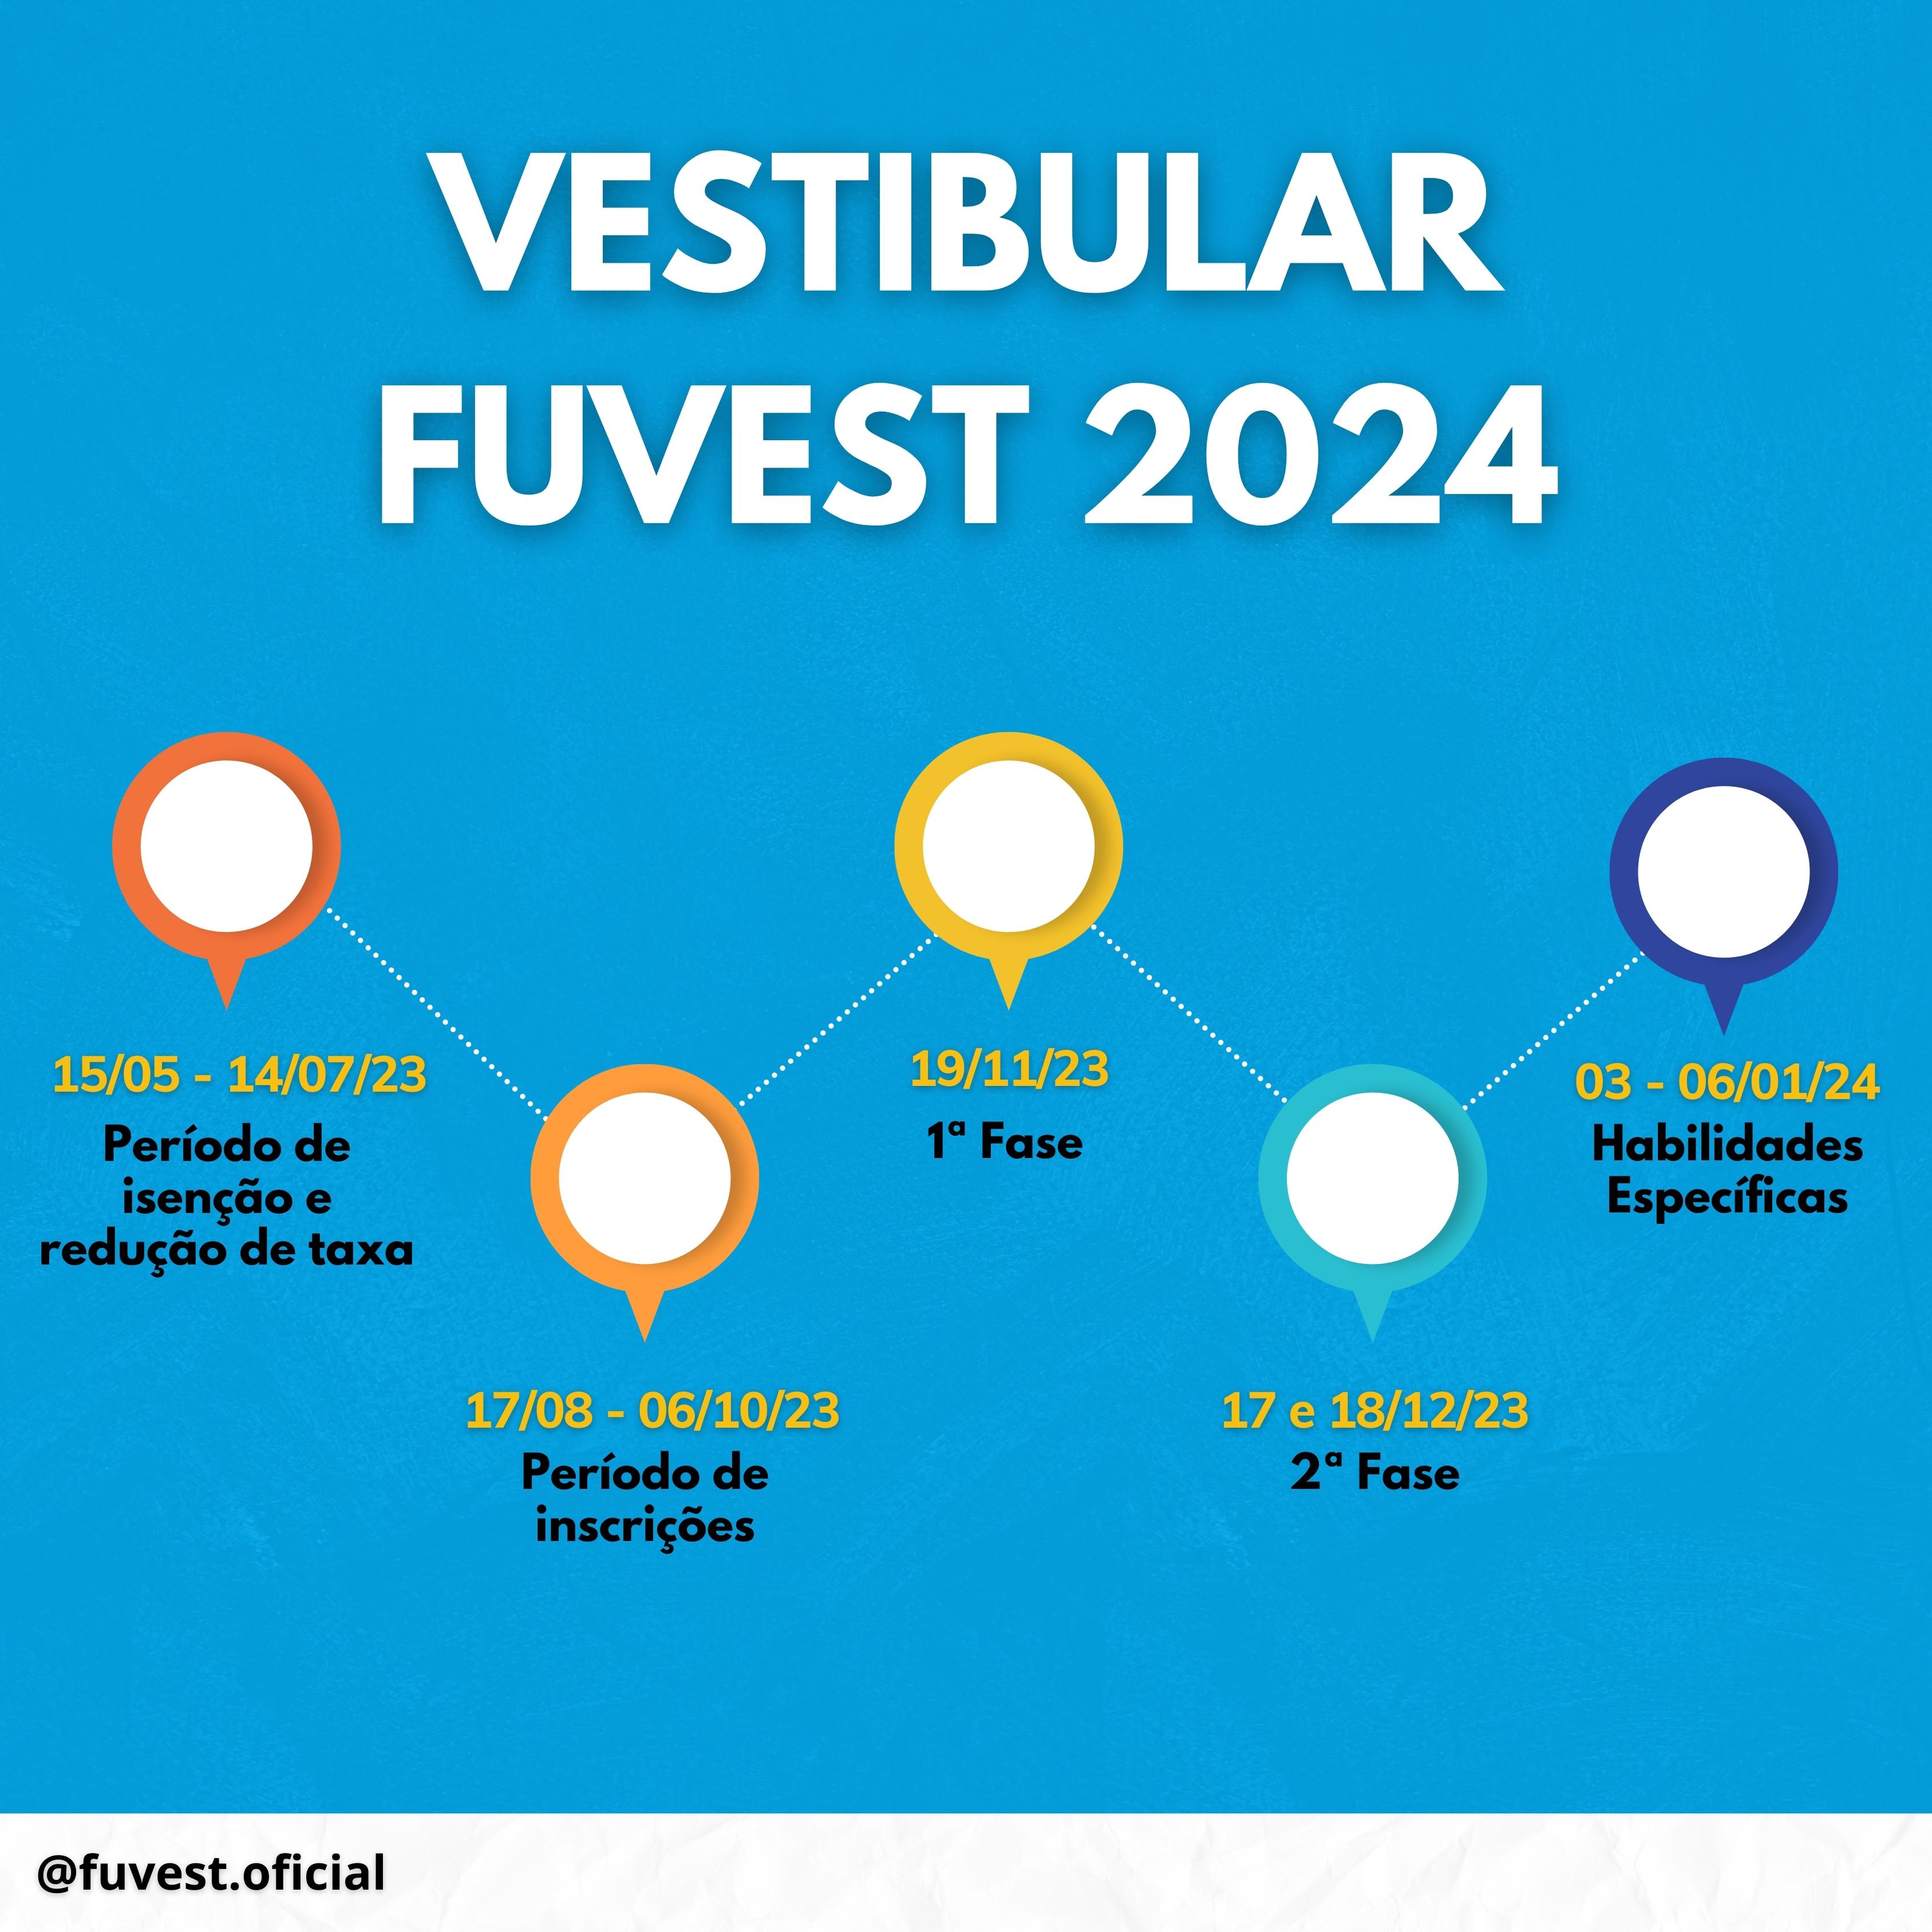 VESTIBULAR
FUVEST 2024
15/05 - 14/07/23
Período de
isenção e
redução de taxa
17/08 - 06/10/23
Período de
inscrições
19/11/23
1ª Fase
17 e 18/12/23
2ª Fase
03 - 06/01/24
Habilidades
Específicas
@fuvest.oficial